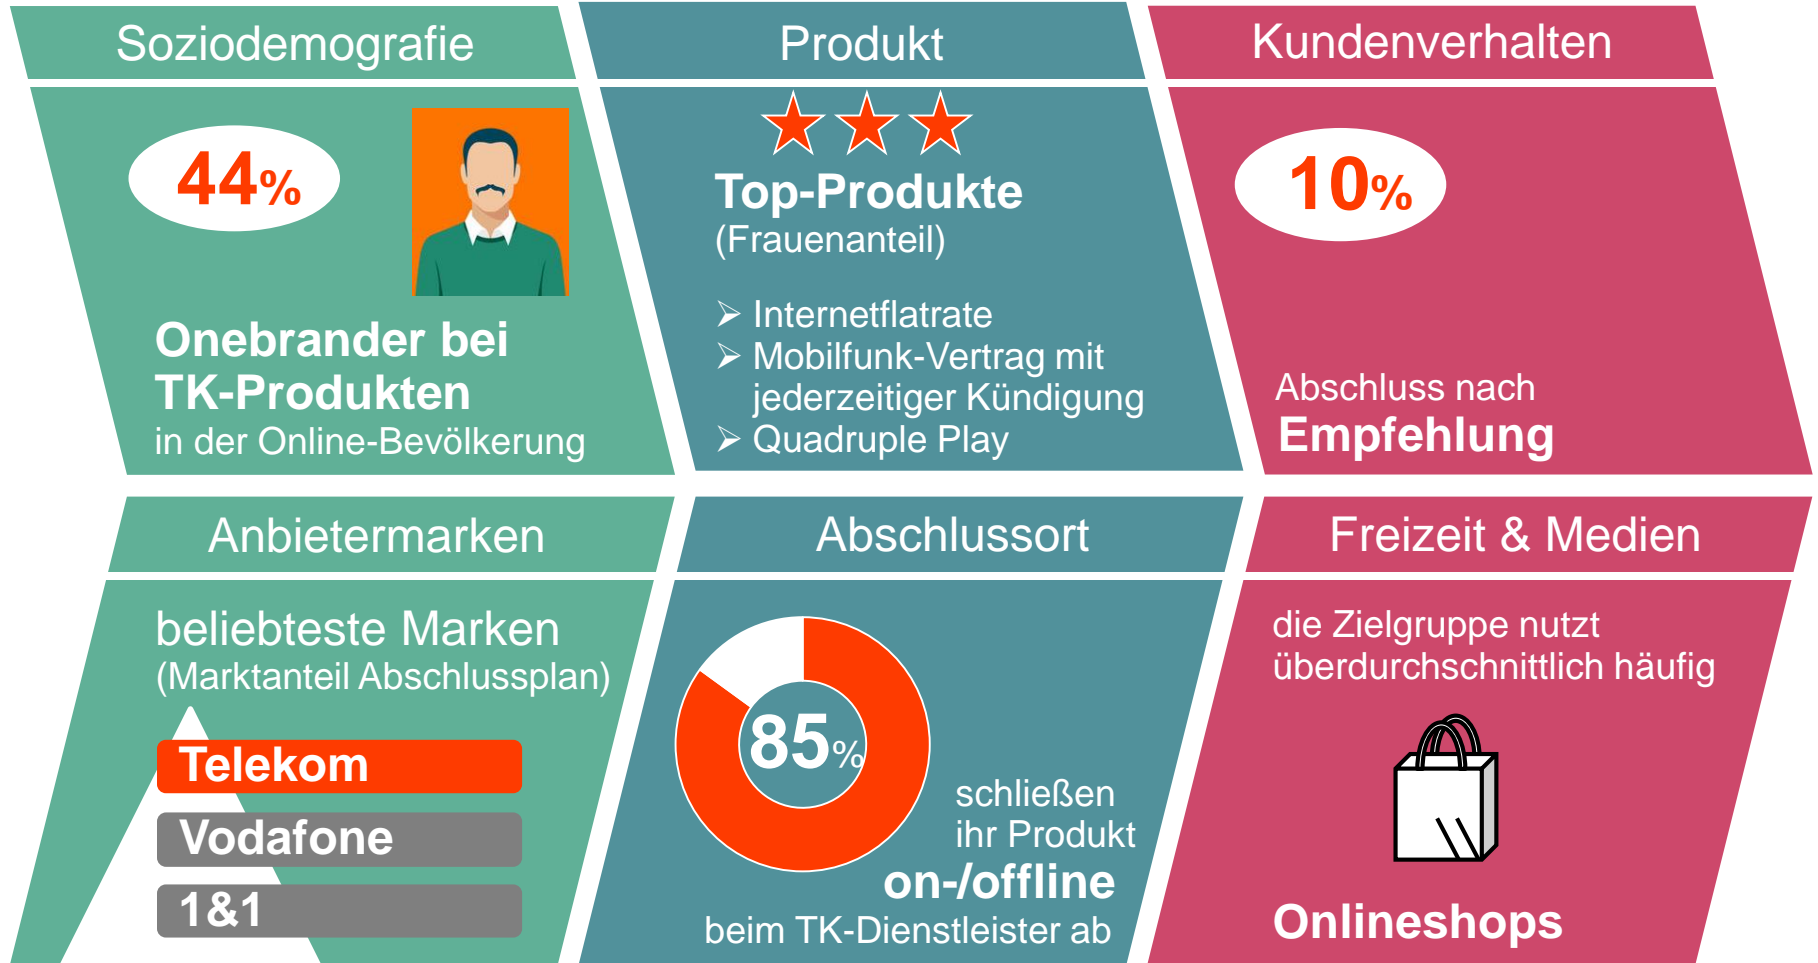 Soziodemografie
44%
Onebrander bei
TK-Produkten
in der Online-Bevölkerung
Produkt
Top-Produkte
(Frauenanteil)
➢ Internetflatrate
➢ Mobilfunk-Vertrag mit
jederzeitiger Kündigung
➢ Quadruple Play
Kundenverhalten
10%
Abschluss nach
Empfehlung
Anbietermarken
beliebteste Marken
(Marktanteil Abschlussplan)
Telekom
Vodafone
1&1
Abschlussort
85%
schließen
ihr Produkt
on-/offline
beim TK-Dienstleister ab
Freizeit & Medien
die Zielgruppe nutzt
überdurchschnittlich häufig
Onlineshops